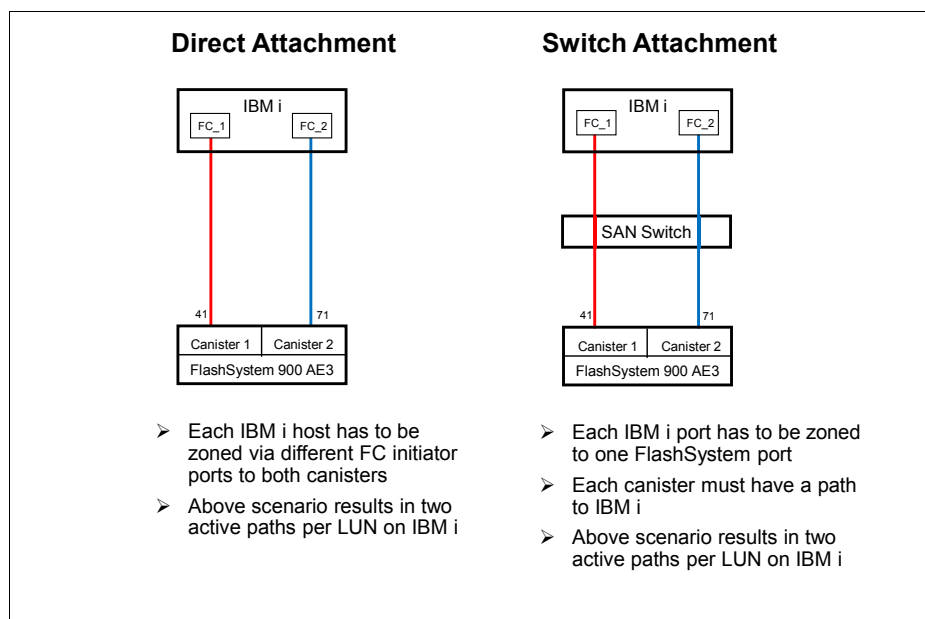 Direct Attachment
IBM i
FC_1
FC_2
41
71
Canister 1
Canister 2
FlashSystem 900 AE3
➢ Each IBM i host has to be
zoned via different FC initiator
ports to both canisters
➢ Above scenario results in two
active paths per LUN on IBM i
Switch Attachment
IBM i
FC_1
FC_2
SAN Switch
41
71
Canister 1
Canister 2
FlashSystem 900 AE3
➢ Each IBM i port has to be zoned
to one FlashSystem port
➢ Each canister must have a path
to IBM i
➢ Above scenario results in two
active paths per LUN on IBM i